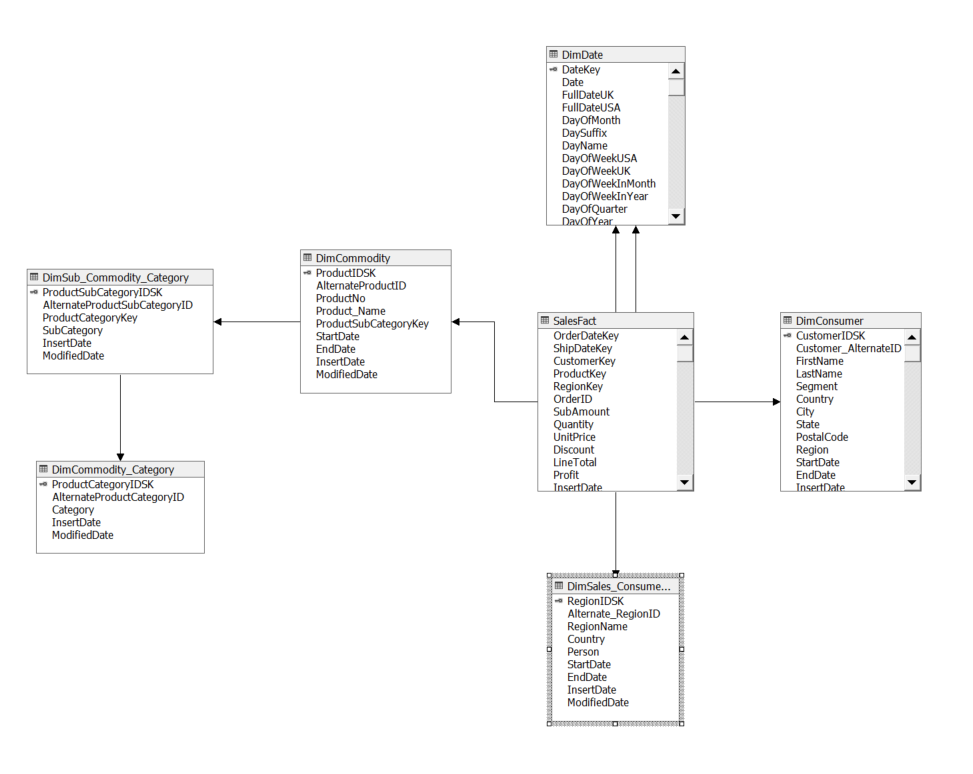 DimDate
DateKey
Date
FullDateUK
FullDateUSA
DayOfMonth
DaySuffix
DayName
DayOfWeekUSA
DayOfWeekUK
DayOfWeekInMonth
DayOfWeekInYear
DayOfQuarter
DayOfYear
DimCommodity
ProductIDSK
AlternateProductID
ProductNo
Product_Name
ProductSubCategoryKey
StartDate
EndDate
InsertDate
ModifiedDate
DimSub_Commodity_Category
ProductSubCategoryIDSK
AlternateProductSubCategoryID
ProductCategoryKey
SubCategory
InsertDate
ModifiedDate
SalesFact
OrderDateKey
ShipDateKey
CustomerKey
ProductKey
RegionKey
OrderID
SubAmount
Quantity
UnitPrice
Discount
LineTotal
Profit
InsertDate
DimConsumer
CustomerIDSK
Customer_AlternateID
FirstName
LastName
Segment
Country
City
State
PostalCode
Region
StartDate
EndDate
InsertDate
DimCommodity_Category
ProductCategoryIDSK
AlternateProductCategoryID
Category
InsertDate
ModifiedDate
DimSales_Consume...
RegionIDSK
Alternate_RegionID
RegionName
Country
Person
StartDate
EndDate
InsertDate
ModifiedDate